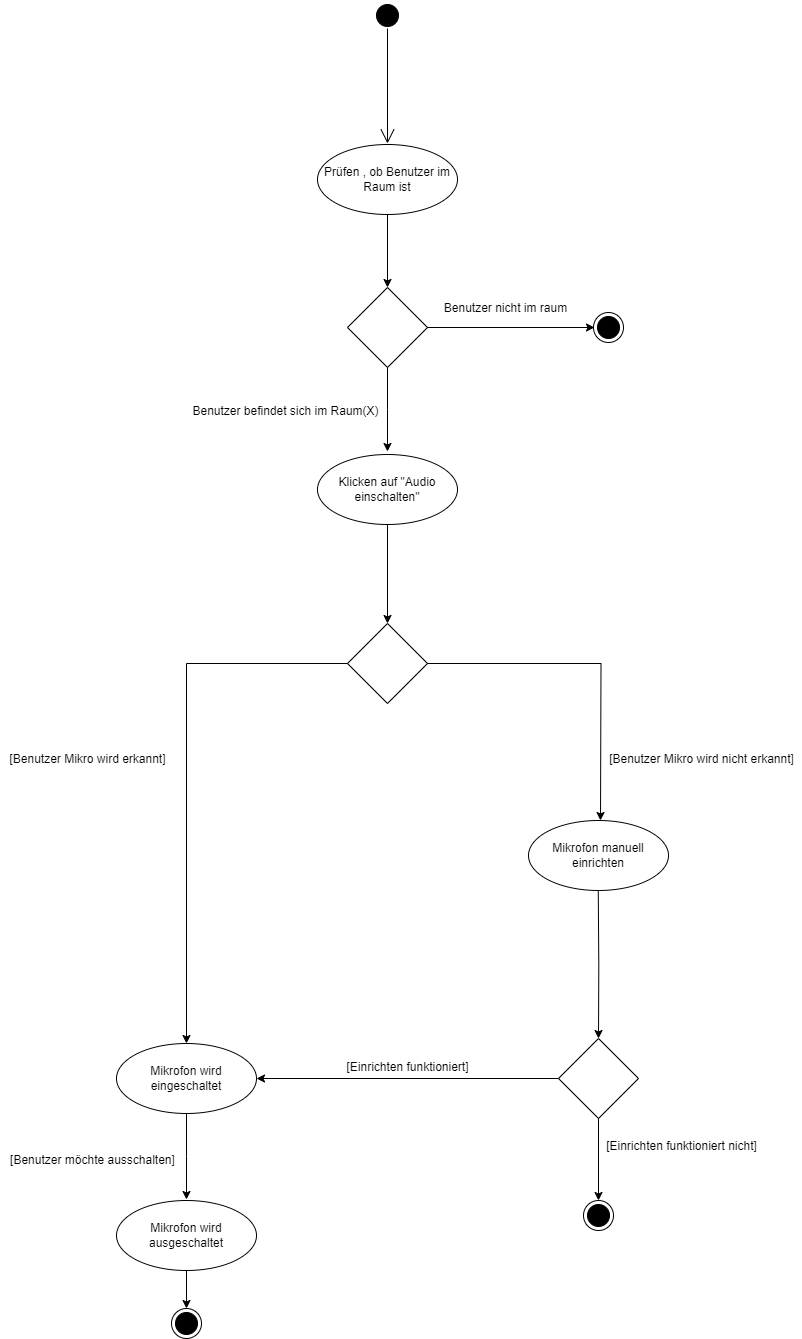 Prüfen , ob Benutzer im
Raum ist
Benutzer nicht im raum
Benutzer befindet sich im Raum(X)
Klicken auf "Audio
einschalten"
[Benutzer Mikro wird erkannt]
[Benutzer Mikro wird nicht erkannt]
Mikrofon manuell
einrichten
Mikrofon wird
eingeschaltet
[Einrichten funktioniert]
[Einrichten funktioniert nicht]
[Benutzer möchte ausschalten]
Mikrofon wird
ausgeschaltet